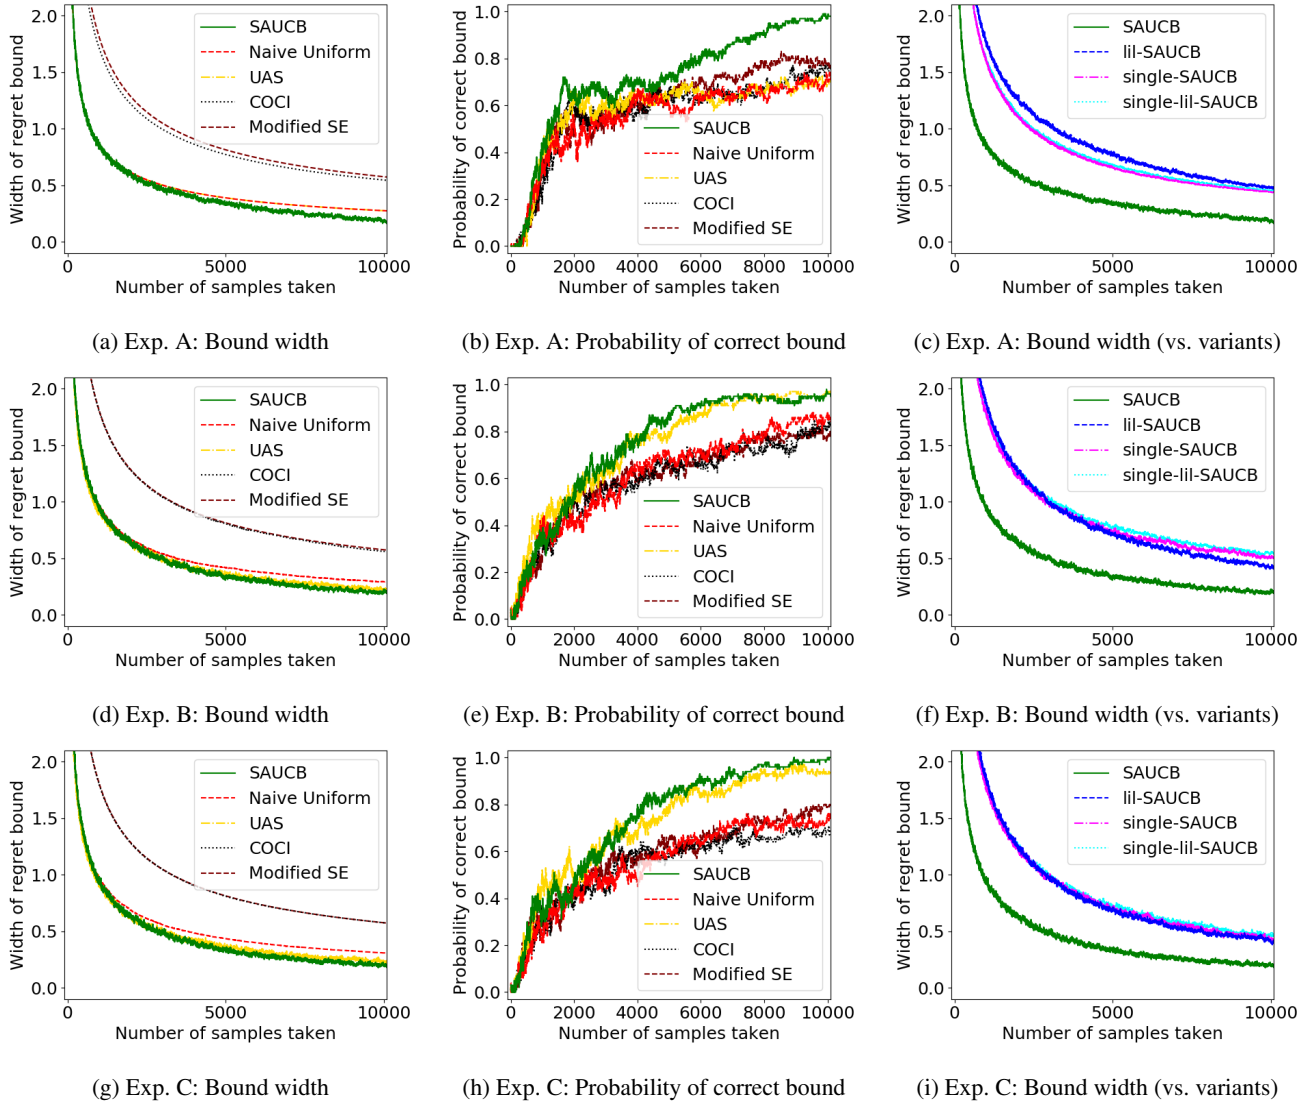 Width of regret bound
2.0
1.5
1.0
0.5
0.0
SAUCB
Naive Uniform
UAS
COCI
Modified SE
0 5000 10000
Number of samples taken
(a) Exp. A: Bound width
Probability of correct bound
1.0
0.8
0.6
0.4
0.2
0.0
SAUCB
Naive Uniform
UAS
COCI
Modified SE
0 2000 4000 6000 8000 10000
Number of samples taken
(b) Exp. A: Probability of correct bound
Width of regret bound
2.0
1.5
1.0
0.5
0.0
SAUCB
lil-SAUCB
single-SAUCB
single-lil-SAUCB
0 5000 10000
Number of samples taken
(c) Exp. A: Bound width (vs. variants)
Width of regret bound
2.0
1.5
1.0
0.5
0.0
SAUCB
Naive Uniform
UAS
COCI
Modified SE
0 5000 10000
Number of samples taken
(d) Exp. B: Bound width
Probability of correct bound
1.0
0.8
0.6
0.4
0.2
0.0
SAUCB
Naive Uniform
UAS
COCI
Modified SE
0 2000 4000 6000 8000 10000
Number of samples taken
(e) Exp. B: Probability of correct bound
Width of regret bound
2.0
1.5
1.0
0.5
0.0
SAUCB
lil-SAUCB
single-SAUCB
single-lil-SAUCB
0 5000 10000
Number of samples taken
(f) Exp. B: Bound width (vs. variants)
Width of regret bound
2.0
1.5
1.0
0.5
0.0
SAUCB
Naive Uniform
UAS
COCI
Modified SE
0 5000 10000
Number of samples taken
(g) Exp. C: Bound width
Probability of correct bound
1.0
0.8
0.6
0.4
0.2
0.0
SAUCB
Naive Uniform
UAS
COCI
Modified SE
0 2000 4000 6000 8000 10000
Number of samples taken
(h) Exp. C: Probability of correct bound
Width of regret bound
2.0
1.5
1.0
0.5
0.0
SAUCB
lil-SAUCB
single-SAUCB
single-lil-SAUCB
0 5000 10000
Number of samples taken
(i) Exp. C: Bound width (vs. variants)